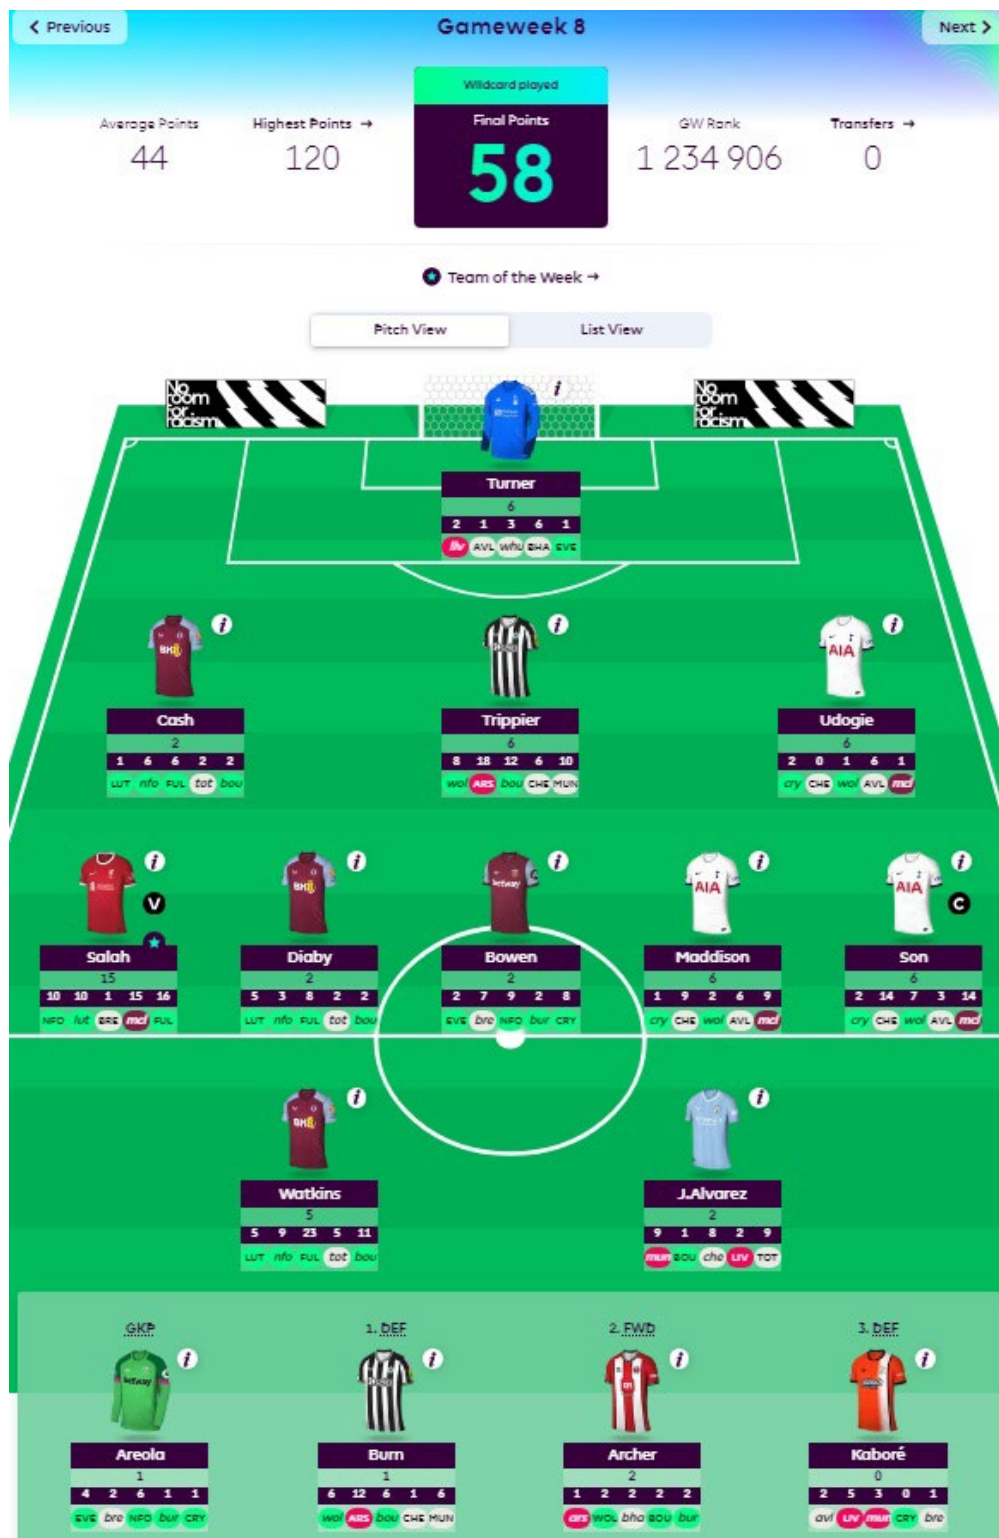 Previous
Gameweek 8
Next
Wildcard played
Average Points
44
Highest Points →
120
Final Points
58
GW Rank
1 234 906
Transfers →
0
Team of the Week →
Pitch View
List View
No room for racism
No room for racism
i
Turner
6
2 1 3 6 1
liv AVL whu BHA EVE
i i i
BK8 AIA
Cash Trippier Udogie
2 6 6
1 6 6 2 2 8 18 12 6 10 2 0 1 6 1
LUT nfo FUL tot bou wol ARS bou CHE MUN cry CHE wol AVL mci
i i i i i
BK8 betway AIA AIA
V C
Salah Diaby Bowen Maddison Son
15 2 2 6 6
10 10 1 15 16 5 3 8 2 2 2 7 9 2 8 1 9 2 6 9 2 14 7 3 14
NFO lut BRE mci FUL LUT nfo FUL tot bou EVE bre NFO bur CRY cry CHE wol AVL mci cry CHE wol AVL mci
i i
BK8
Watkins J.Alvarez
5 2
5 9 23 5 11 9 1 8 2 9
LUT nfo FUL tot bou mun BOU che LIV TOT
GKP 1. DEF 2. FWD 3. DEF
i i i i
betway
Areola Burn Archer Kaboré
1 1 2 0
4 2 6 1 1 6 12 6 1 6 1 2 2 2 2 2 5 3 0 1
EVE bre NFO bur CRY wol ARS bou CHE MUN ars WOL bha BOU bur avl LIV mun CRY bre